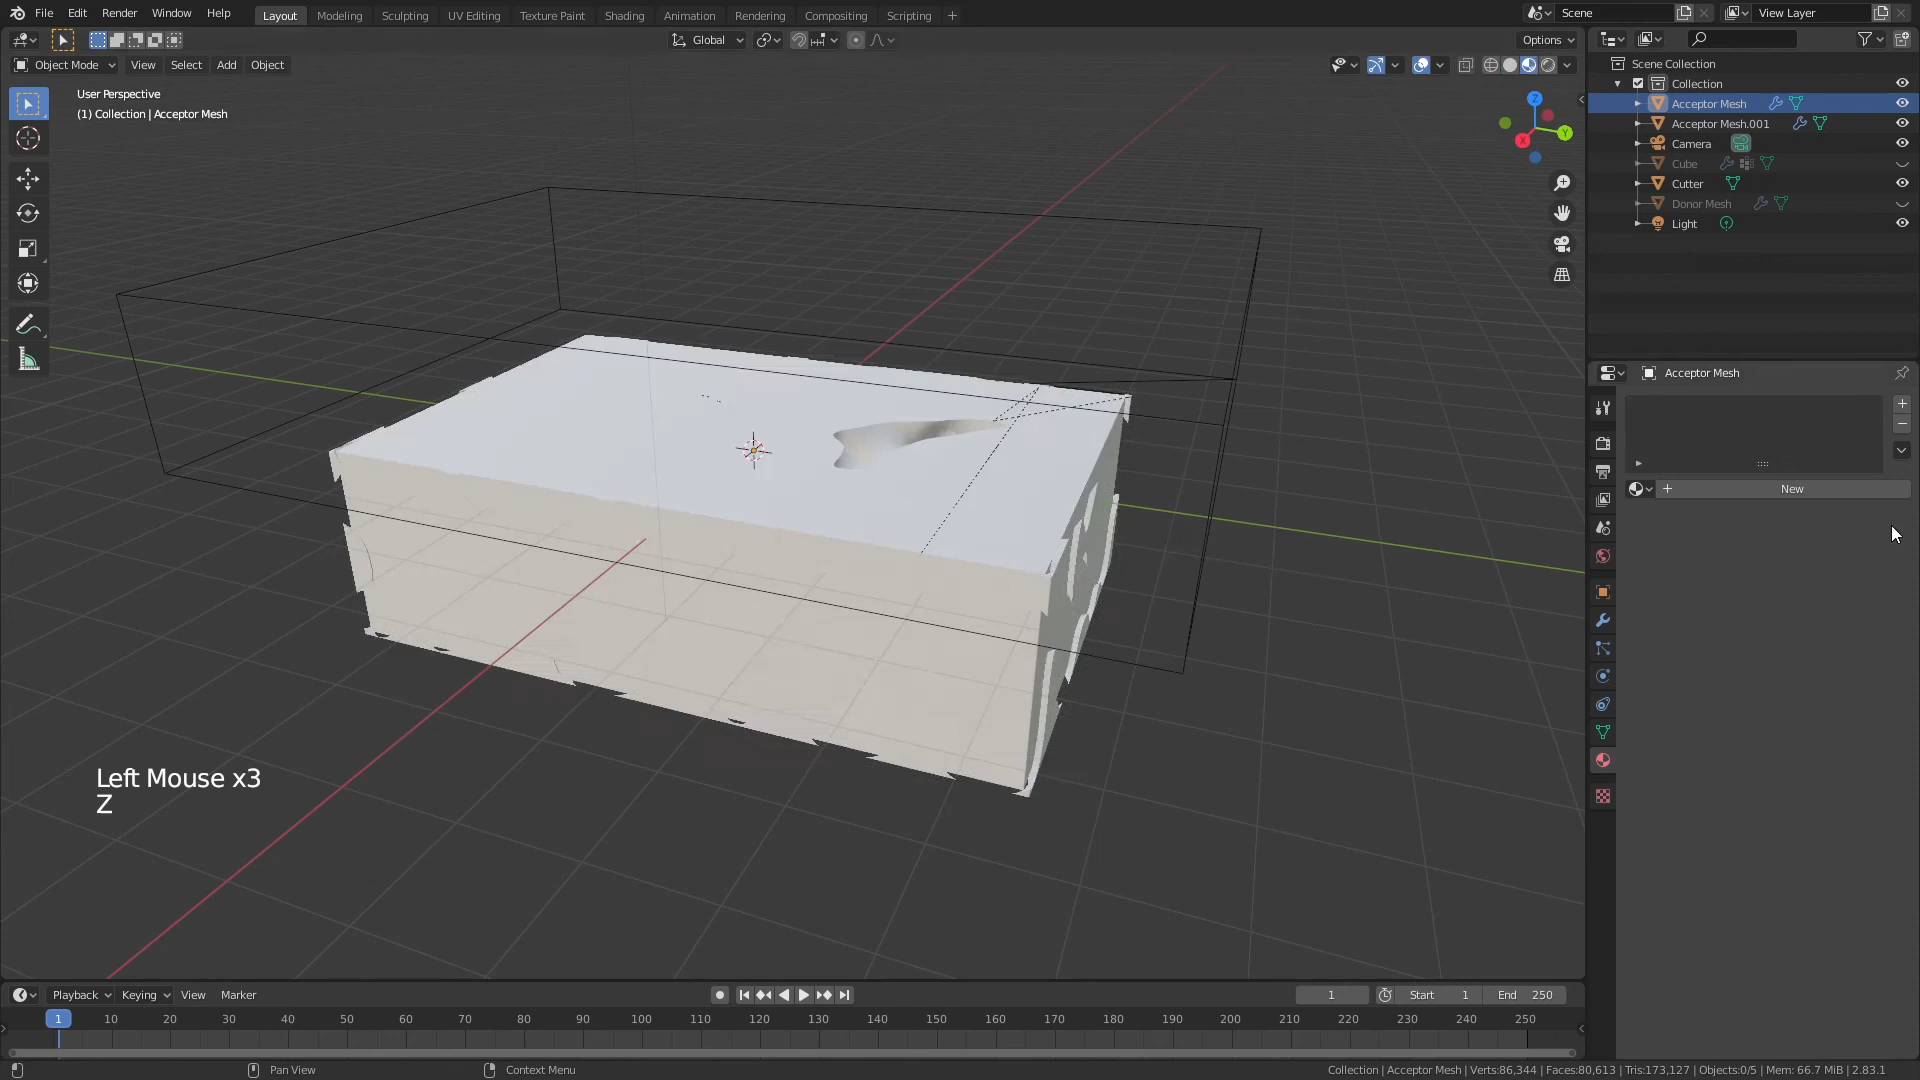 File Edit Render Window Help
Layout Modeling Sculpting UV Editing Texture Paint Shading Animation Rendering Compositing Scripting +
Scene
View Layer
Global
Options
Object Mode View Select Add Object
User Perspective
(1) Collection | Acceptor Mesh
Z
Y
X
Scene Collection
Collection
Acceptor Mesh
Acceptor Mesh.001
Camera
Cube
Cutter
Donor Mesh
Light
Acceptor Mesh
New
Left Mouse x3
Z
Playback Keying View Marker
1
Start 1
End 250
1 10 20 30 40 50 60 70 80 90 100 110 120 130 140 150 160 170 180 190 200 210 220 230 240 250
Pan View
Context Menu
Collection | Acceptor Mesh | Verts:86,344 | Faces:80,613 | Tris:173,127 | Objects:0/5 | Mem: 66.7 MiB | 2.83.1